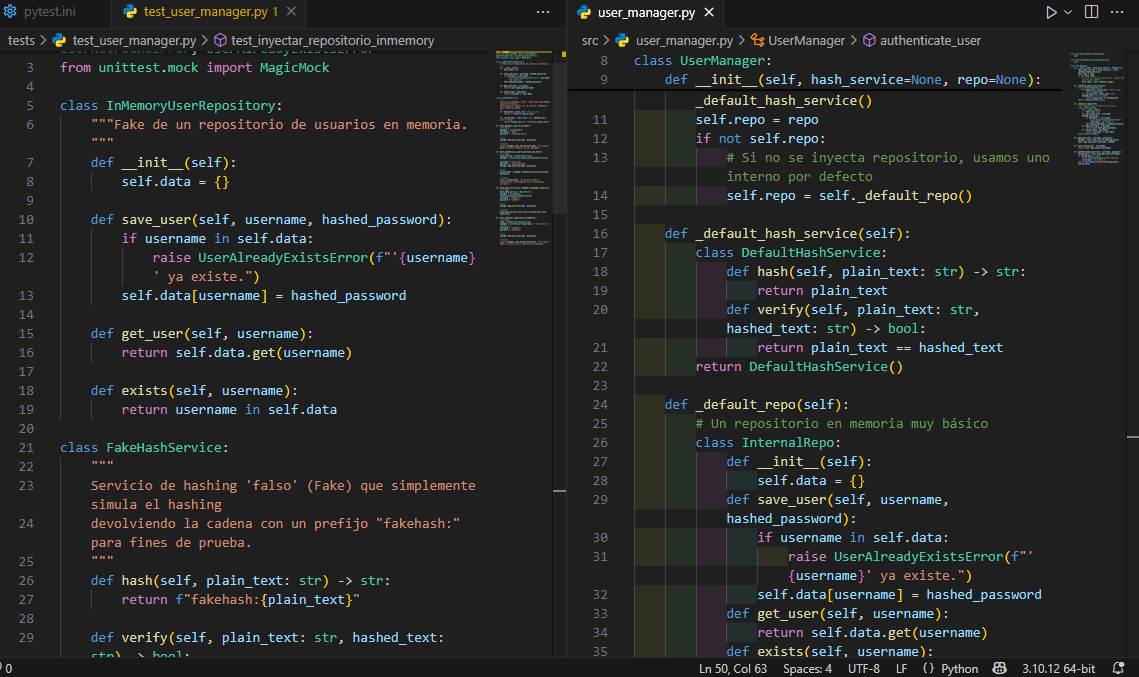 pytest.ini
test_user_manager.py 1
tests > test_user_manager.py > test_inyectar_repositorio_inmemory
3 from unittest.mock import MagicMock
4
5 class InMemoryUserRepository:
6 """Fake de un repositorio de usuarios en memoria.
"""
7 def __init__(self):
8 self.data = {}
9
10 def save_user(self, username, hashed_password):
11 if username in self.data:
12 raise UserAlreadyExistsError(f"'{username}
' ya existe.")
13 self.data[username] = hashed_password
14
15 def get_user(self, username):
16 return self.data.get(username)
17
18 def exists(self, username):
19 return username in self.data
20
21 class FakeHashService:
22 """
23 Servicio de hashing 'falso' (Fake) que simplemente
simula el hashing
24 devolviendo la cadena con un prefijo "fakehash:"
para fines de prueba.
25 """
26 def hash(self, plain_text: str) -> str:
27 return f"fakehash:{plain_text}"
28
29 def verify(self, plain_text: str, hashed_text:
str) -> bool:
user_manager.py
src > user_manager.py > UserManager > authenticate_user
8 class UserManager:
9 def __init__(self, hash_service=None, repo=None):
_default_hash_service()
11 self.repo = repo
12 if not self.repo:
13 # Si no se inyecta repositorio, usamos uno
interno por defecto
14 self.repo = self._default_repo()
15
16 def _default_hash_service(self):
17 class DefaultHashService:
18 def hash(self, plain_text: str) -> str:
19 return plain_text
20 def verify(self, plain_text: str,
hashed_text: str) -> bool:
21 return plain_text == hashed_text
22 return DefaultHashService()
23
24 def _default_repo(self):
25 # Un repositorio en memoria muy básico
26 class InternalRepo:
27 def __init__(self):
28 self.data = {}
29 def save_user(self, username,
hashed_password):
30 if username in self.data:
31 raise UserAlreadyExistsError(f"'
{username}' ya existe.")
32 self.data[username] = hashed_password
33 def get_user(self, username):
34 return self.data.get(username)
35 def exists(self, username):
0
Ln 50, Col 63 Spaces: 4 UTF-8 LF {} Python 3.10.12 64-bit